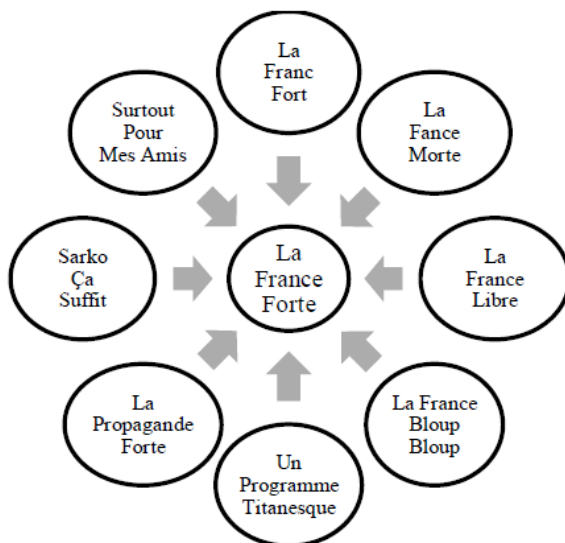 La
Franc
Fort
Surtout
Pour
Mes Amis
La
Fance
Morte
Sarko
Ça
Suffit
La
France
Forte
La
France
Libre
La
Propagande
Forte
La France
Bloup
Bloup
Un
Programme
Titanesque